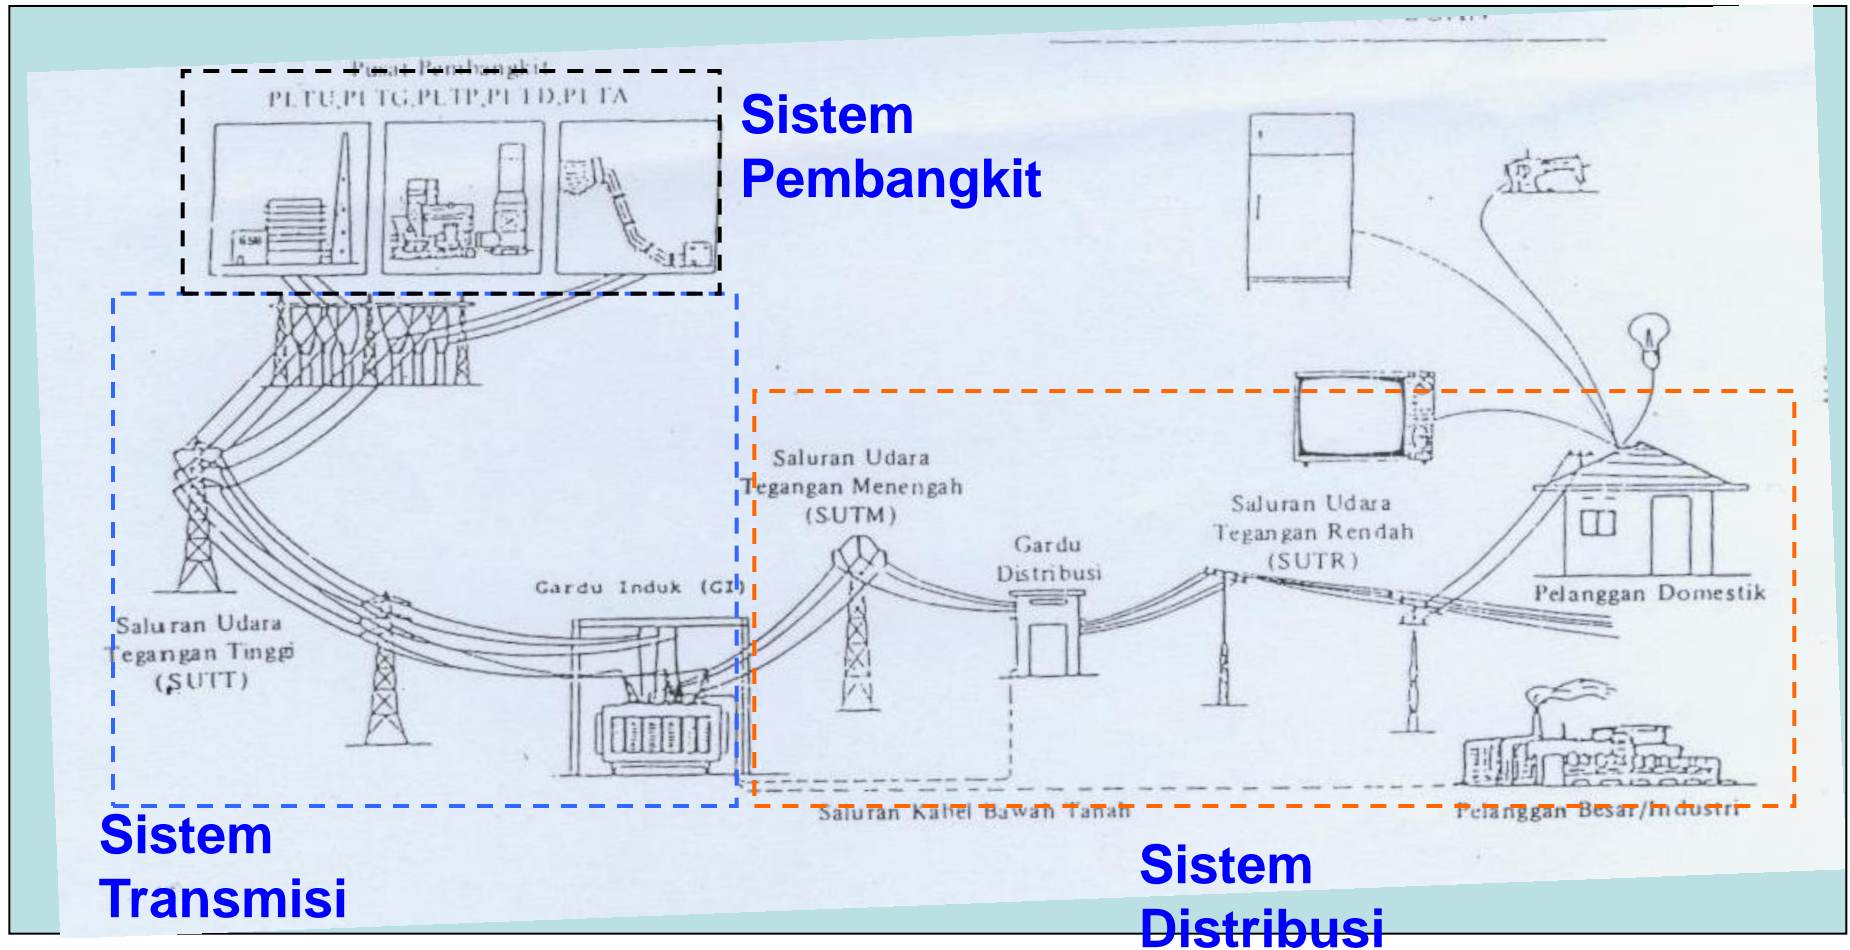 Pusat Pembangkit
PLTU,PLTG,PLTP,PLTD,PLTA
Sistem
Pembangkit
Saluran Udara
Tegangan Menengah
(SUTM)
Saluran Udara
Tegangan Rendah
(SUTR)
Gardu
Distribusi
Gardu Induk (GI)
Pelanggan Domestik
Saluran Udara
Tegangan Tinggi
(SUTT)
Saluran Kabel Bawah Tanah
Pelanggan Besar/Industri
Sistem
Transmisi
Sistem
Distribusi